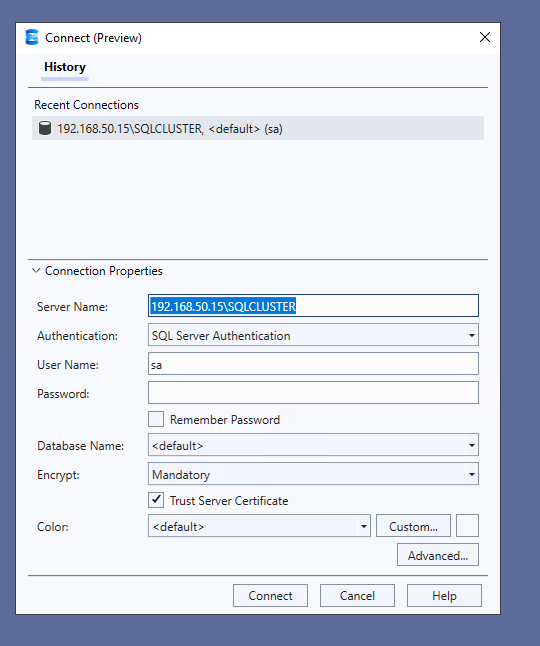 Connect (Preview)
History
Recent Connections
192.168.50.15\SQLCLUSTER, <default> (sa)
Connection Properties
Server Name: 192.168.50.15\SQLCLUSTER
Authentication: SQL Server Authentication
User Name: sa
Password:
Remember Password
Database Name: <default>
Encrypt: Mandatory
Trust Server Certificate
Color: <default> Custom...
Advanced...
Connect Cancel Help